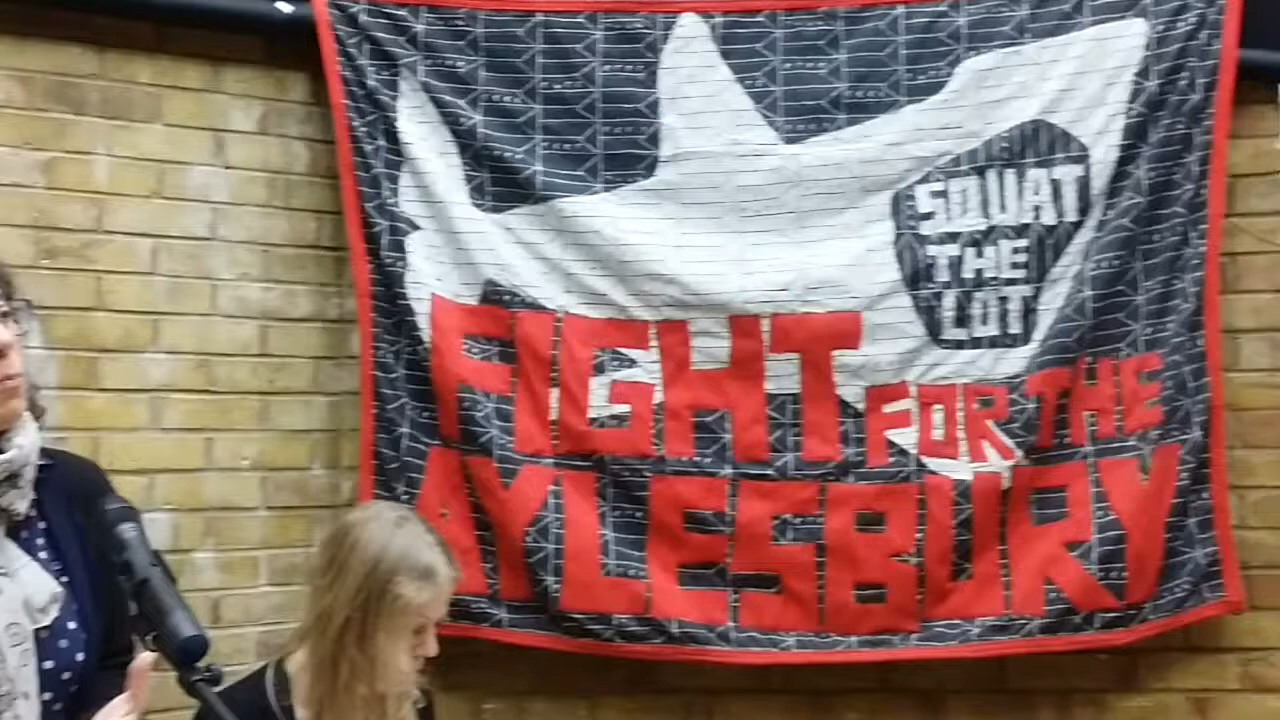 SQUAT
THE
LOT
FIGHT FOR THE
AYLESBURY